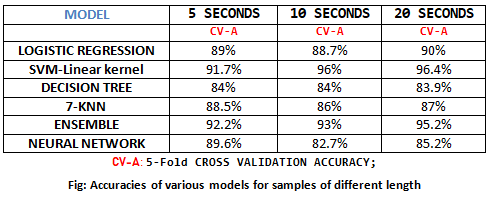 MODEL 5 SECONDS 10 SECONDS 20 SECONDS
CV-A CV-A CV-A
LOGISTIC REGRESSION 89% 88.7% 90%
SVM-Linear kernel 91.7% 96% 96.4%
DECISION TREE 84% 84% 83.9%
7-KNN 88.5% 86% 87%
ENSEMBLE 92.2% 93% 95.2%
NEURAL NETWORK 89.6% 82.7% 85.2%
CV-A: 5-Fold CROSS VALIDATION ACCURACY;
Fig: Accuracies of various models for samples of different length